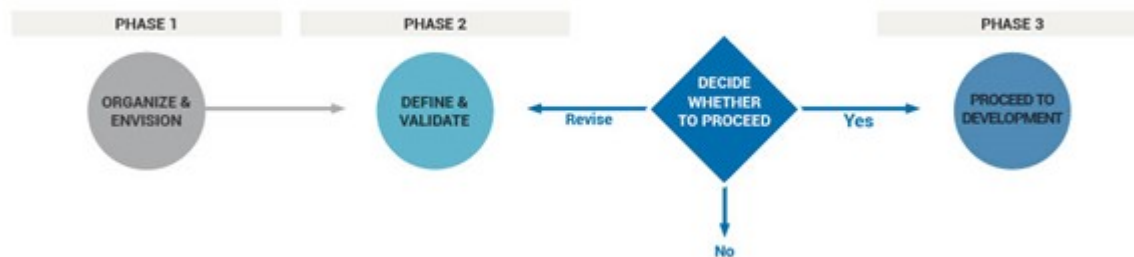 PHASE 1
PHASE 2
PHASE 3
ORGANIZE &
ENVISION
DEFINE &
VALIDATE
Revise
DECIDE
WHETHER
TO PROCEED
Yes
No
PROCEED TO
DEVELOPMENT